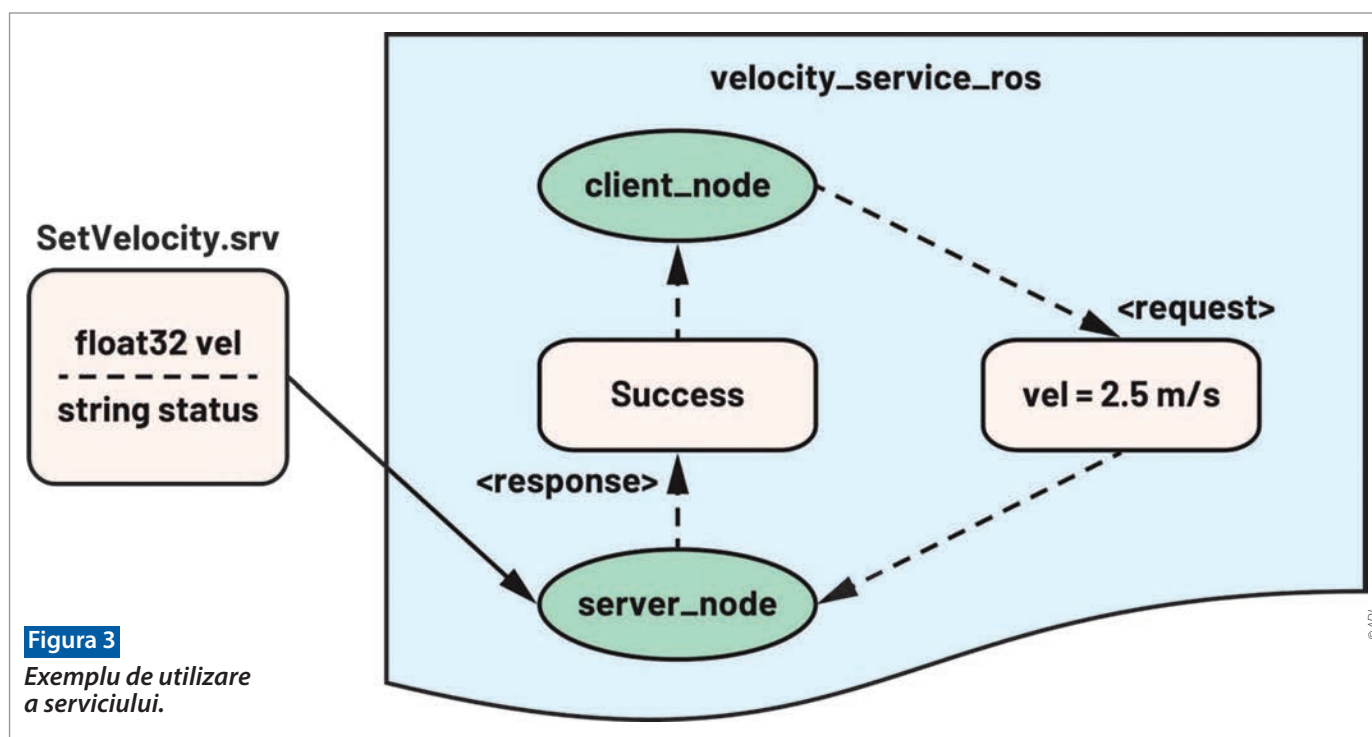 velocity_service_ros
client_node
SetVelocity.srv
float32 vel
string status
<request>
Success
vel = 2.5 m/s
<response>
server_node
Figura 3
Exemplu de utilizare
a serviciului.
© ADI